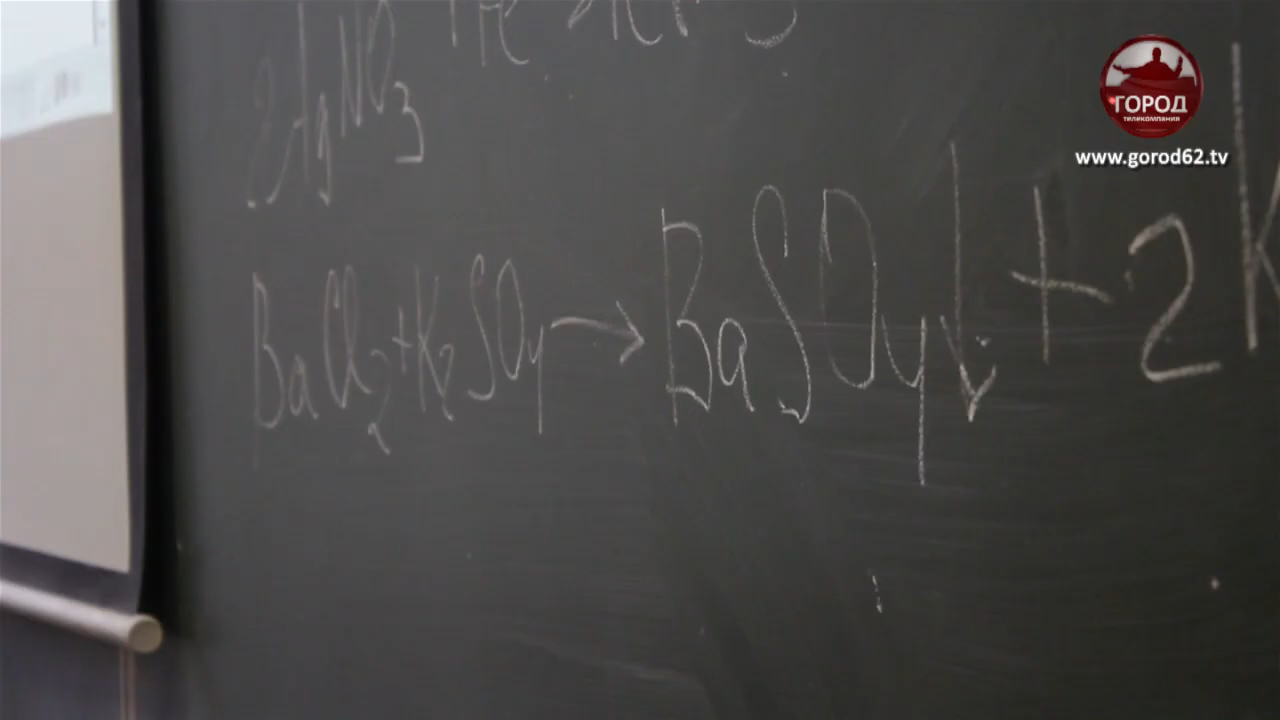 2AgNO₃
BaCl₂ + K₂SO₄ → BaSO₄↓ + 2K
ГОРОД
телекомпания
www.gorod62.tv